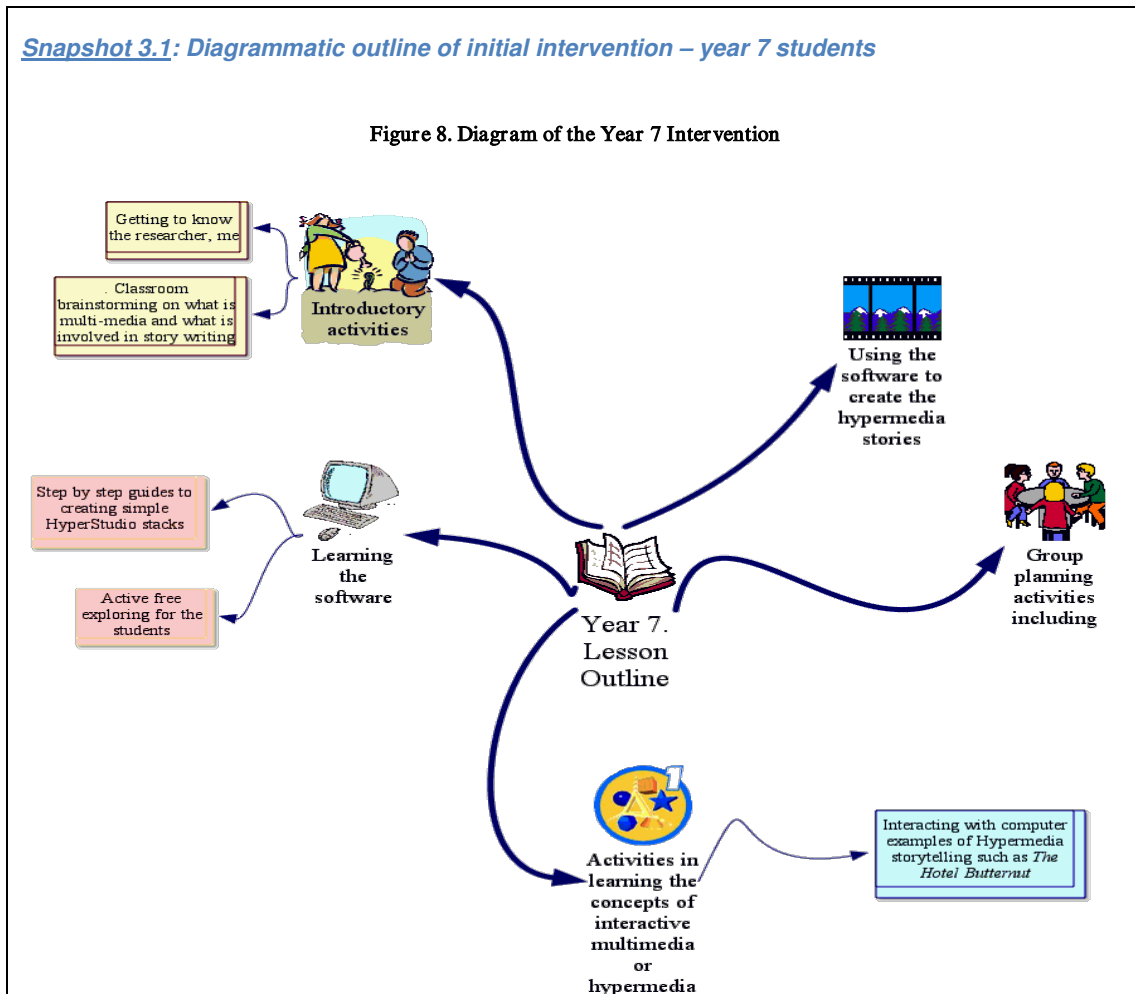 Snapshot 3.1: Diagrammatic outline of initial intervention – year 7 students
Figure 8. Diagram of the Year 7 Intervention
Getting to know
the researcher, me
. Classroom
brainstorming on what is
multi-media and what is
involved in story writing
Introductory
activities
Using the
software to
create the
hypermedia
stories
Step by step guides to
creating simple
HyperStudio stacks
Active free
exploring for the
students
Learning
the
software
Group
planning
activities
including
Year 7.
Lesson
Outline
1
Activities in
learning the
concepts of
interactive
multimedia
or
hypermedia
Interacting with computer
examples of Hypermedia
storytelling such as The
Hotel Butternut